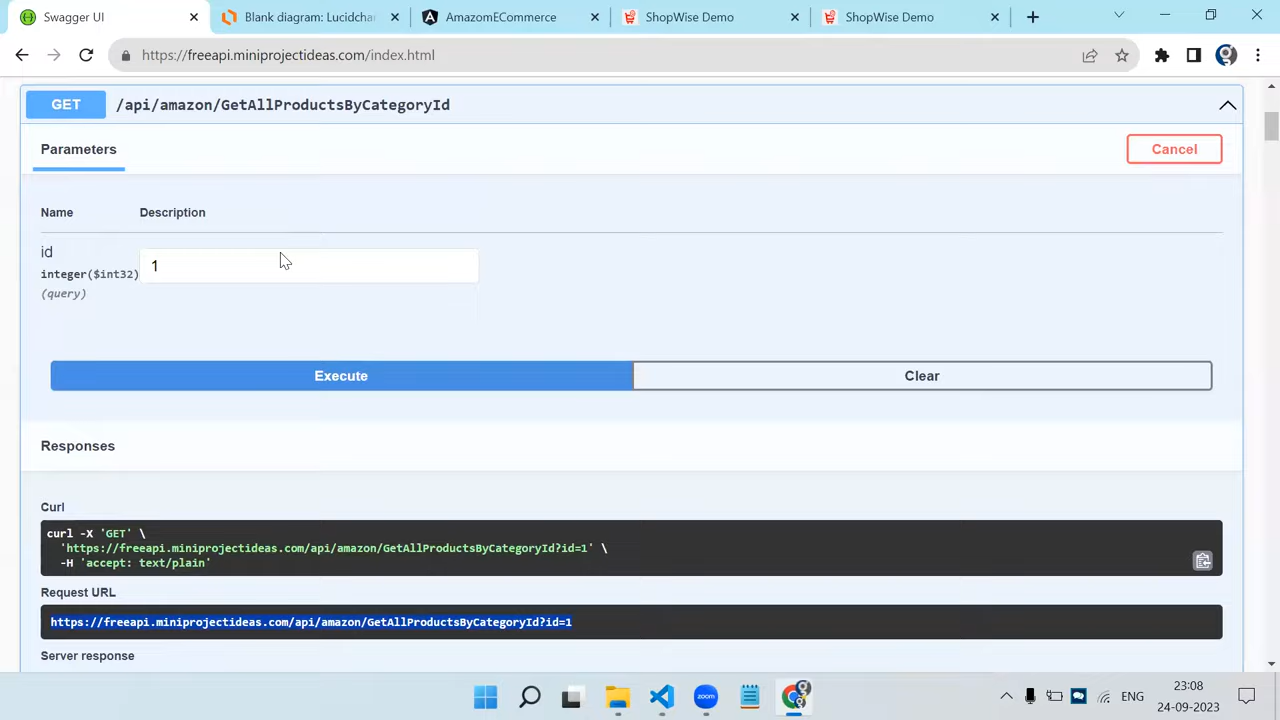 Swagger UI
Blank diagram: Lucidcha
AmazomECommerce
ShopWise Demo
ShopWise Demo
https://freeapi.miniprojectideas.com/index.html
GET /api/amazon/GetAllProductsByCategoryId
Parameters
Cancel
Name Description
id
integer($int32)
(query)
1
Execute
Clear
Responses
Curl
curl -X 'GET' \
'https://freeapi.miniprojectideas.com/api/amazon/GetAllProductsByCategoryId?id=1' \
-H 'accept: text/plain'
Request URL
https://freeapi.miniprojectideas.com/api/amazon/GetAllProductsByCategoryId?id=1
Server response
zoom
ENG
23:08
24-09-2023